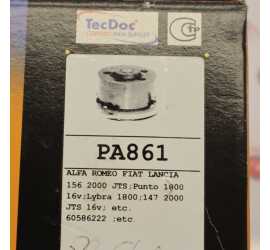 TecDoc
PA861
ALFA ROMEO FIAT LANCIA
156 2000 JTS;Punto 1800
16v;Lybra 1800;147 2000
JTS 16v; etc.
60586222 ;etc.